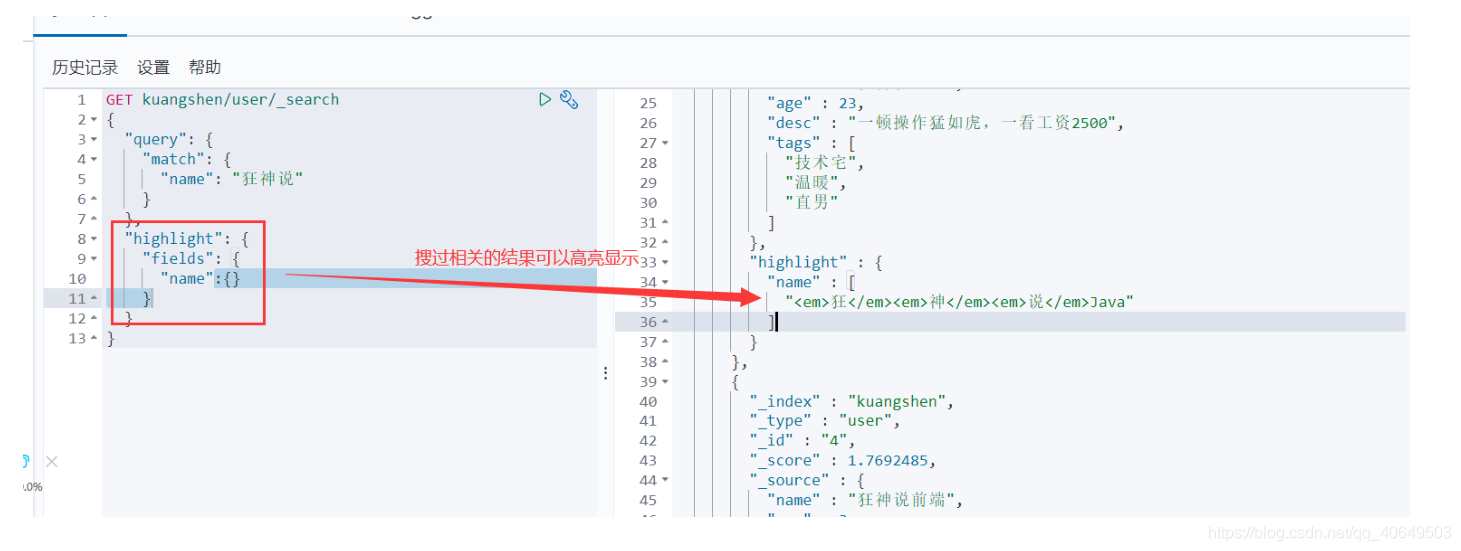 历史记录 设置 帮助
1 GET kuangshen/user/_search
2 {
3 "query": {
4 "match": {
5 "name": "狂神说"
6 }
7 },
8 "highlight": {
9 "fields": {
10 "name":{}
11 }
12 }
13 }
搜过相关的结果可以高亮显示
25 "age" : 23,
26 "desc" : "一顿操作猛如虎，一看工资2500",
27 "tags" : [
28 "技术宅",
29 "温暖",
30 "直男"
31 ]
32 },
33 "highlight" : {
34 "name" : [
35 "<em>狂</em><em>神</em><em>说</em>Java"
36 ]
37 }
38 },
39 {
40 "_index" : "kuangshen",
41 "_type" : "user",
42 "_id" : "4",
43 "_score" : 1.7692485,
44 "_source" : {
45 "name" : "狂神说前端",
.0%
https://blog.csdn.net/qq_40649503